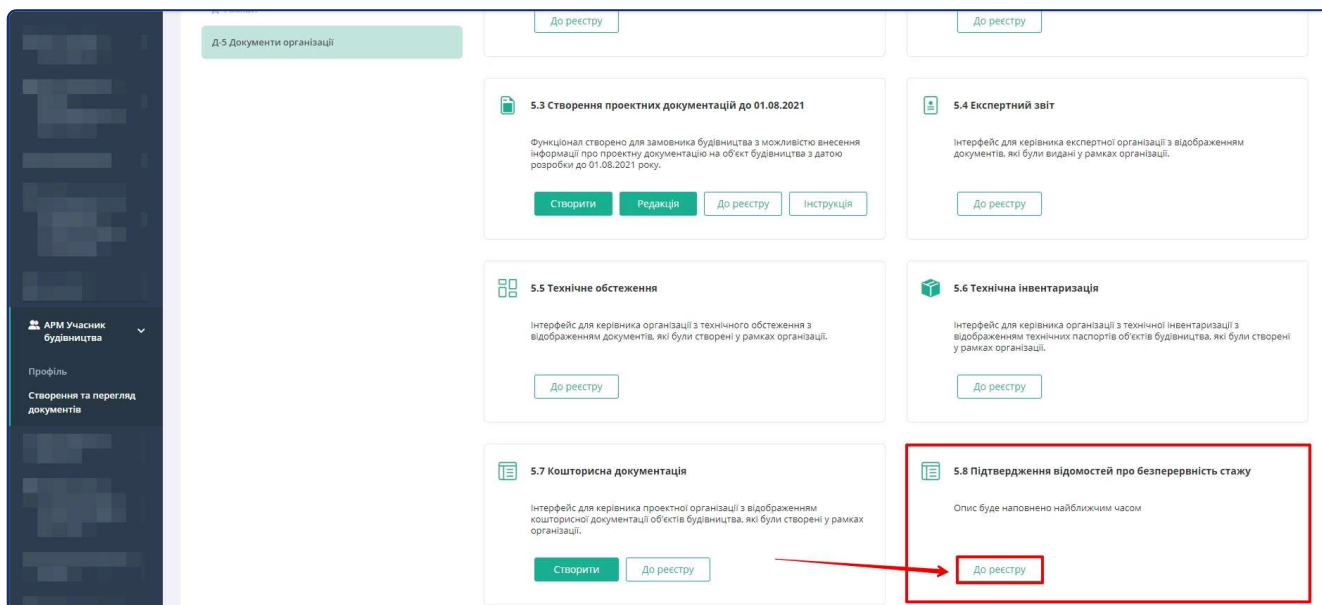 До реєстру
Д-5 Документи організації
5.3 Створення проектних документацій до 01.08.2021
Функціонал створено для замовника будівництва з можливістю внесення
інформації про проектну документацію на об'єкт будівництва з датою
розробки до 01.08.2021 року.
Створити
Редакція
До реєстру
Інструкція
5.4 Експертний звіт
Інтерфейс для керівника експертної організації з відображенням
документів, які були видані у рамках організації.
До реєстру
5.5 Технічне обстеження
Інтерфейс для керівника організації з технічного обстеження з
відображенням документів, які були створені у рамках організації.
До реєстру
5.6 Технічна інвентаризація
Інтерфейс для керівника організації з технічної інвентаризації з
відображенням технічних паспортів об'єктів будівництва, які були створені
у рамках організації.
До реєстру
АРМ Учасник
будівництва
Профіль
Створення та перегляд
документів
5.7 Кошторисна документація
Інтерфейс для керівника проектної організації з відображенням
кошторисної документації об'єктів будівництва, які були створені у рамках
організації.
Створити
До реєстру
5.8 Підтвердження відомостей про безперервність стажу
Опис буде наповнено найближчим часом
До реєстру